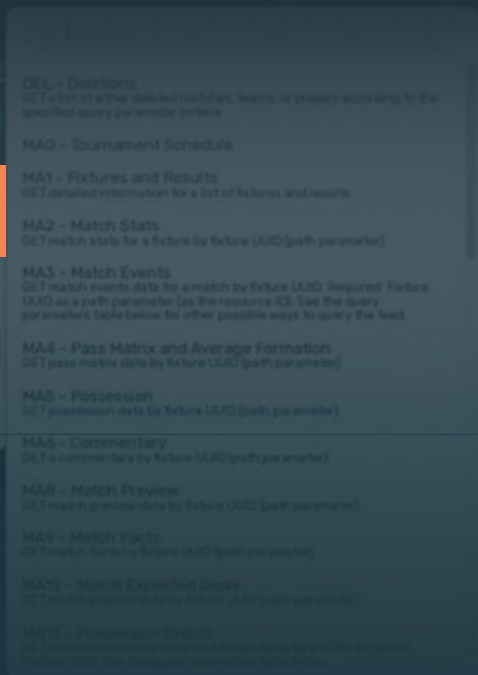 DEL - Deletions
GET a list of either deleted matches, teams, or players according to the
specified query parameter criteria
MA0 - Tournament Schedule
MA1 - Fixtures and Results
GET detailed information for a list of fixtures and results
MA2 - Match Stats
GET match stats for a fixture by fixture UUID (path parameter)
MA3 - Match Events
GET match events data for a match by fixture UUID. Required. Fixture
UUID as a path parameter (as the resource ID). See the query
parameters table below for other possible ways to query the feed.
MA4 - Pass Matrix and Average Formation
GET pass matrix data by fixture UUID (path parameter)
MA5 - Possession
GET possession data by fixture UUID (path parameter)
MA6 - Commentary
GET a commentary by fixture UUID (path parameter)
MA8 - Match Preview
GET match preview data by fixture UUID (path parameter)
MA9 - Match Facts
GET match facts by fixture UUID (path parameter)
MA12 - Match Expected Goals
GET match preview data by fixture UUID (path parameter)
MA13 - Possession Events